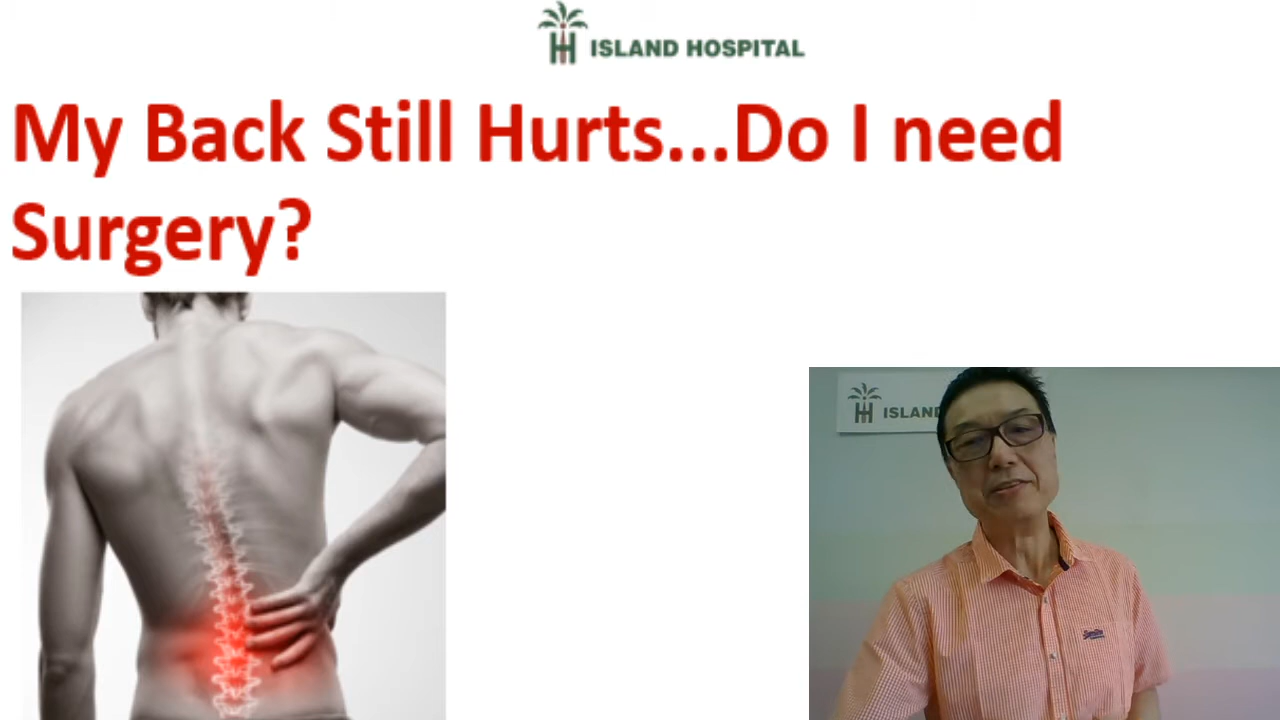 ISLAND HOSPITAL
My Back Still Hurts...Do I need
Surgery?
ISLAND